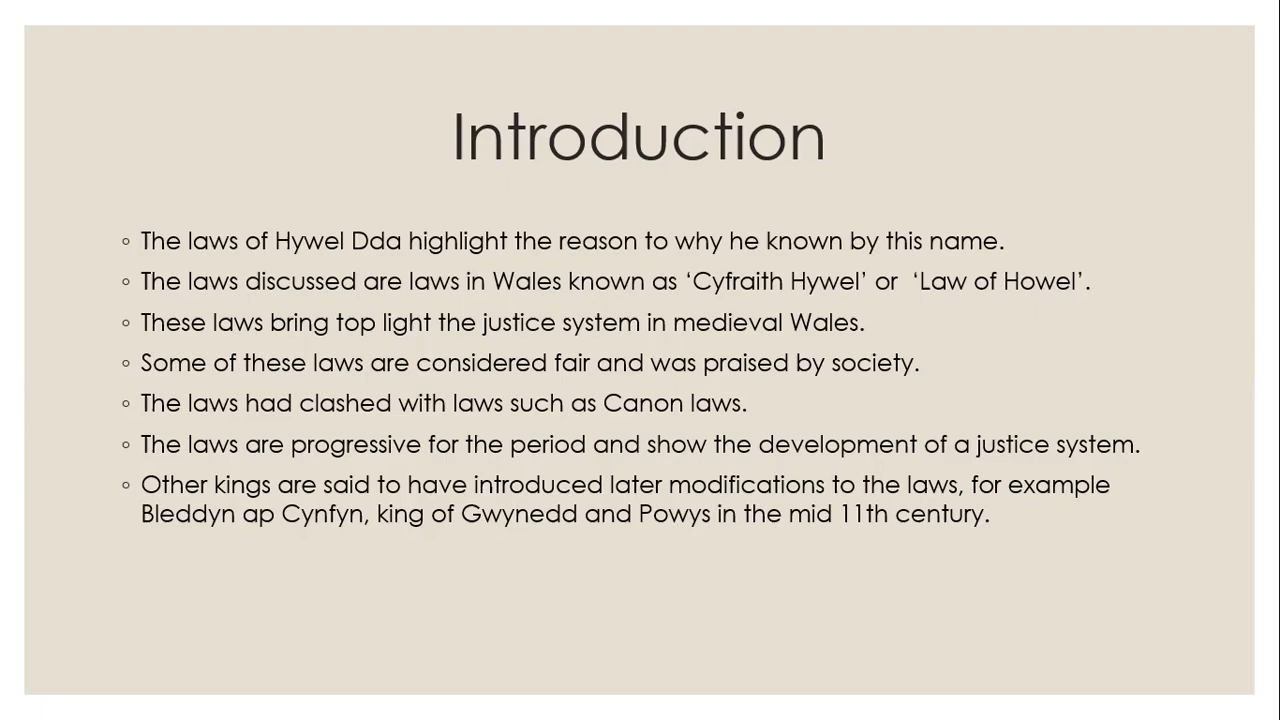 Introduction
◦ The laws of Hywel Dda highlight the reason to why he known by this name.
◦ The laws discussed are laws in Wales known as ‘Cyfraith Hywel’ or  ‘Law of Howel’.
◦ These laws bring top light the justice system in medieval Wales.
◦ Some of these laws are considered fair and was praised by society.
◦ The laws had clashed with laws such as Canon laws.
◦ The laws are progressive for the period and show the development of a justice system.
◦ Other kings are said to have introduced later modifications to the laws, for example
Bleddyn ap Cynfyn, king of Gwynedd and Powys in the mid 11th century.